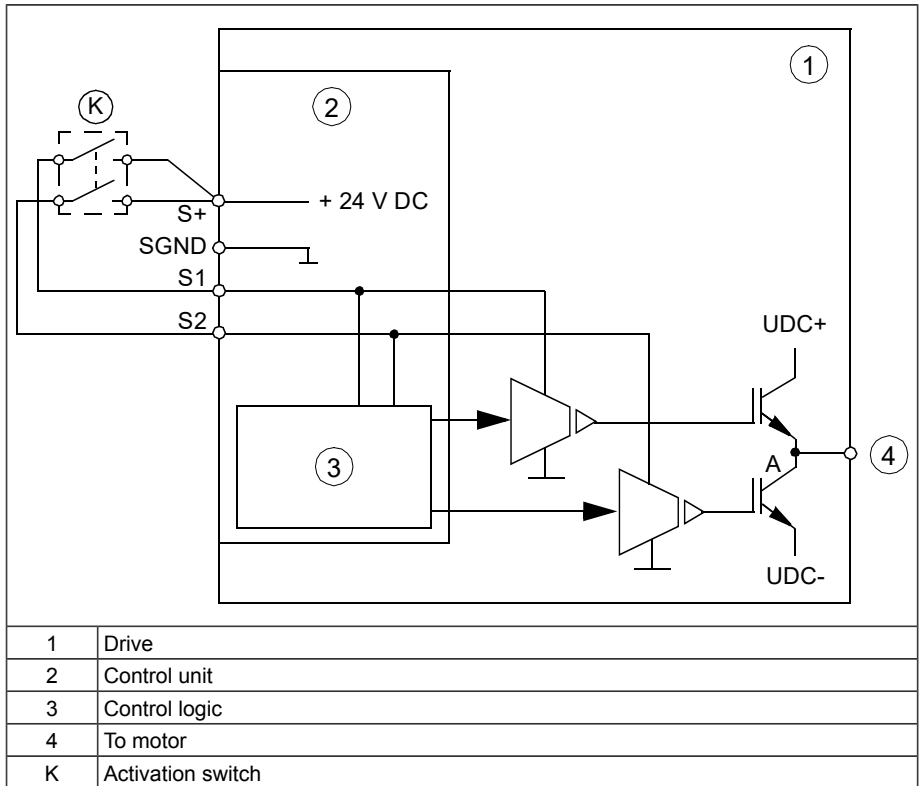 1
2
K
+ 24 V DC
S+
SGND
S1
S2
UDC+
3
A
4
UDC-
1 Drive
2 Control unit
3 Control logic
4 To motor
K Activation switch